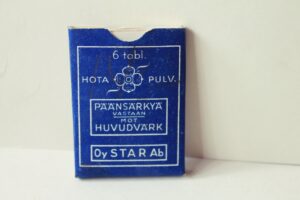 6 tabl.
HOTA PULV.
PÄÄNSÄRKYÄ
VASTAAN
MOT
HUVUDVÄRK
Oy STAR Ab